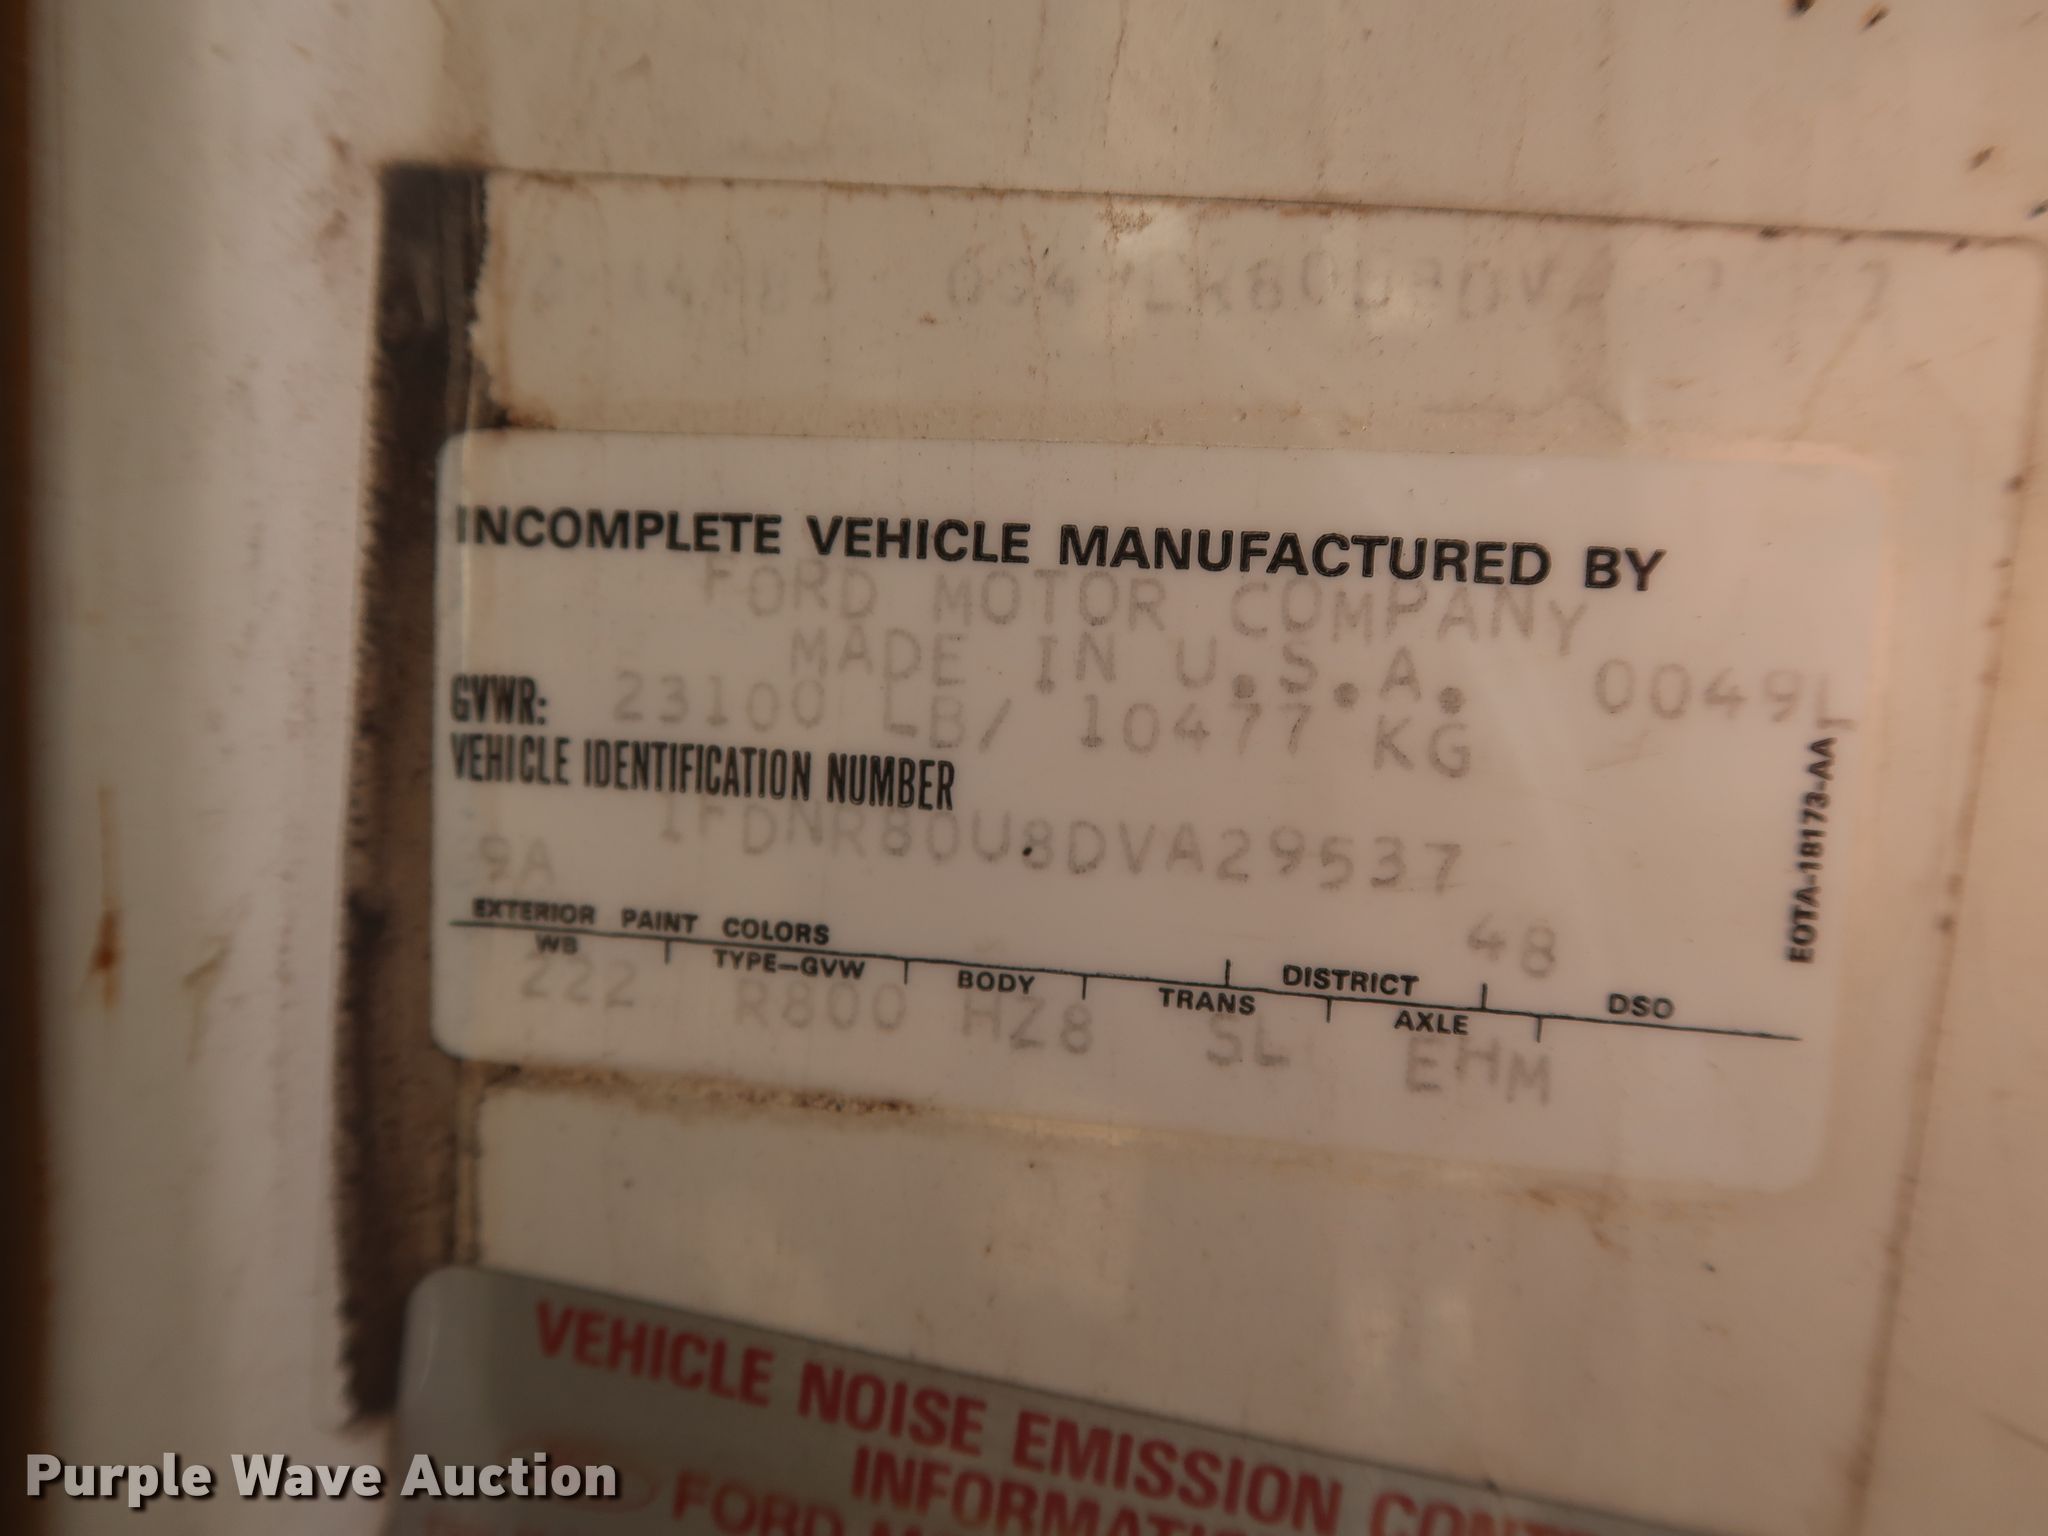 INCOMPLETE VEHICLE MANUFACTURED BY
FORD MOTOR COMPANY
MADE IN U.S.A.
GVWR: 23100 LB/ 10477 KG 0049L
VEHICLE IDENTIFICATION NUMBER
1FDNR80U8DVA29537
9A
EXTERIOR PAINT COLORS DISTRICT 48 DSO
WB TYPE-GVW BODY TRANS AXLE
222 R800 HZ8 SL EHM
EOTA-18173-AA
VEHICLE NOISE EMISSION
FORD
Purple Wave Auction